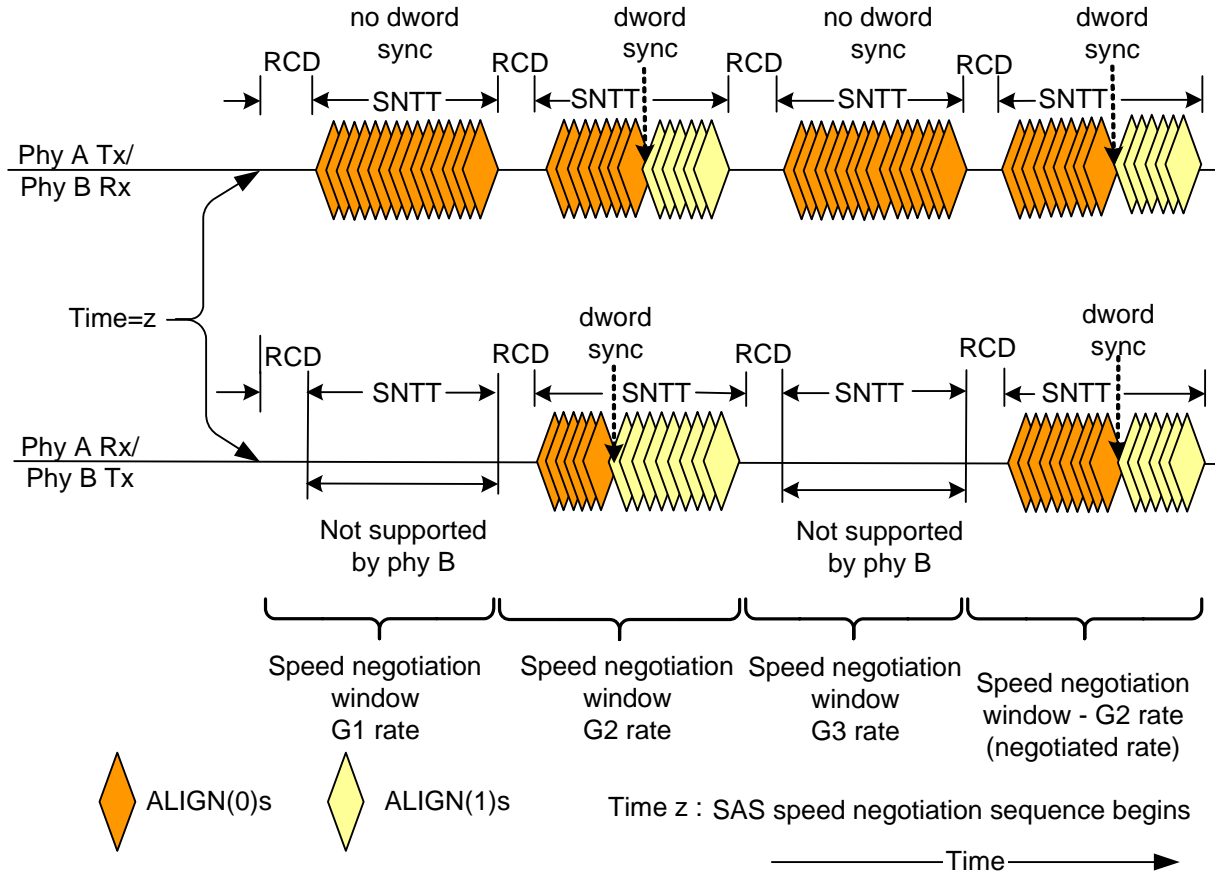 no dword
sync
dword
sync
no dword
sync
dword
sync
RCD
RCD
RCD
RCD
SNTT
SNTT
SNTT
SNTT
Phy A Tx/
Phy B Rx
Time=z
dword
sync
dword
sync
RCD
RCD
RCD
RCD
SNTT
SNTT
SNTT
SNTT
Phy A Rx/
Phy B Tx
Not supported
by phy B
Not supported
by phy B
Speed negotiation
window
G1 rate
Speed negotiation
window
G2 rate
Speed negotiation
window
G3 rate
Speed negotiation
window - G2 rate
(negotiated rate)
ALIGN(0)s
ALIGN(1)s
Time z : SAS speed negotiation sequence begins
Time